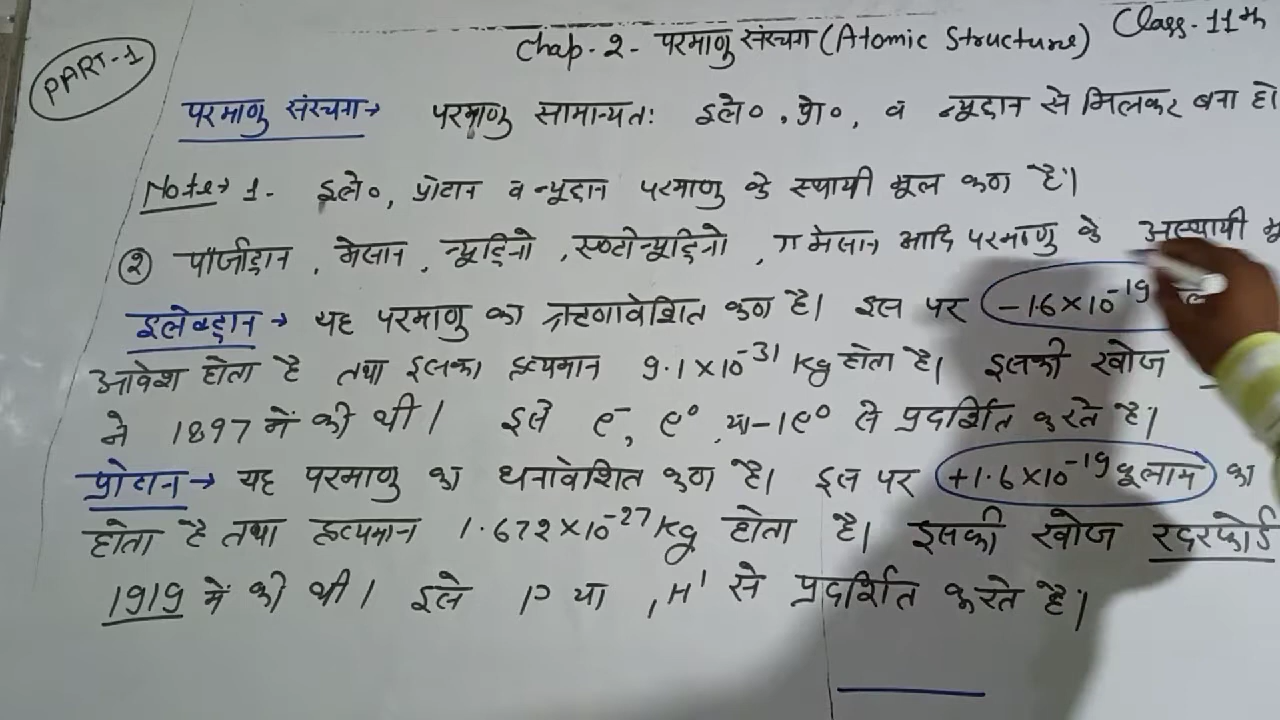 PART-1
Chap-2- परमाणु संरचना (Atomic Structure) Class-11th
परमाणु संरचना→ परमाणु सामान्यतः इले०, प्रो०, व न्यूट्रान से मिलकर बना हो
Note→ 1. इले०, प्रोटान व न्यूट्रान परमाणु के स्थायी मूल कण है।
② पॉजीट्रान, मेसान, न्यूट्रिनो, एण्टीन्यूट्रिनो, π मेसान आदि परमाणु के अस्थायी
इलेक्ट्रान→ यह परमाणु का ऋणावेशित कण है। इस पर -1.6×10⁻¹⁹
आवेश होता है तथा इसका द्रव्यमान 9.1×10⁻³¹ kg होता है। इसकी खोज
ने 1897 में की थी। इसे e⁻, e⁰, या -1e⁰ से प्रदर्शित करते है।
प्रोटान→ यह परमाणु का धनावेशित कण है। इस पर +1.6×10⁻¹⁹ कूलाम का
होता है तथा द्रव्यमान 1.672×10⁻²⁷ kg होता है। इसकी खोज रदरफोर्ड
1919 में की थी। इसे P या ₁H¹ से प्रदर्शित करते है।